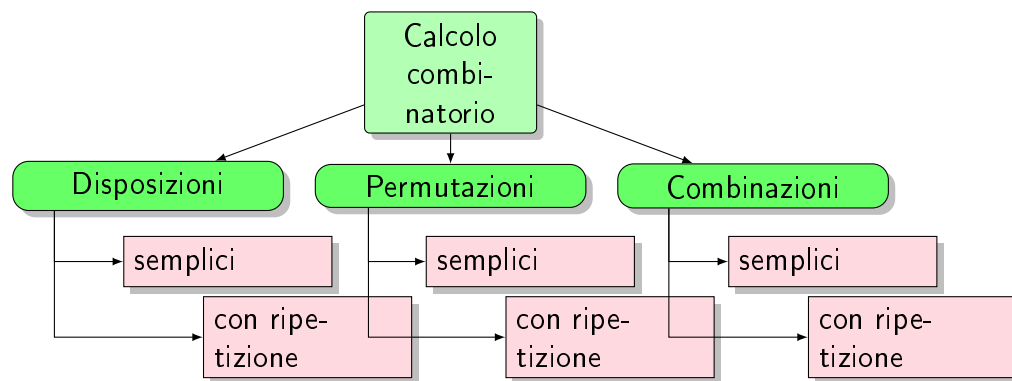 Calcolo
combi-
natorio
Disposizioni
Permutazioni
Combinazioni
semplici
semplici
semplici
con ripe-
tizione
con ripe-
tizione
con ripe-
tizione